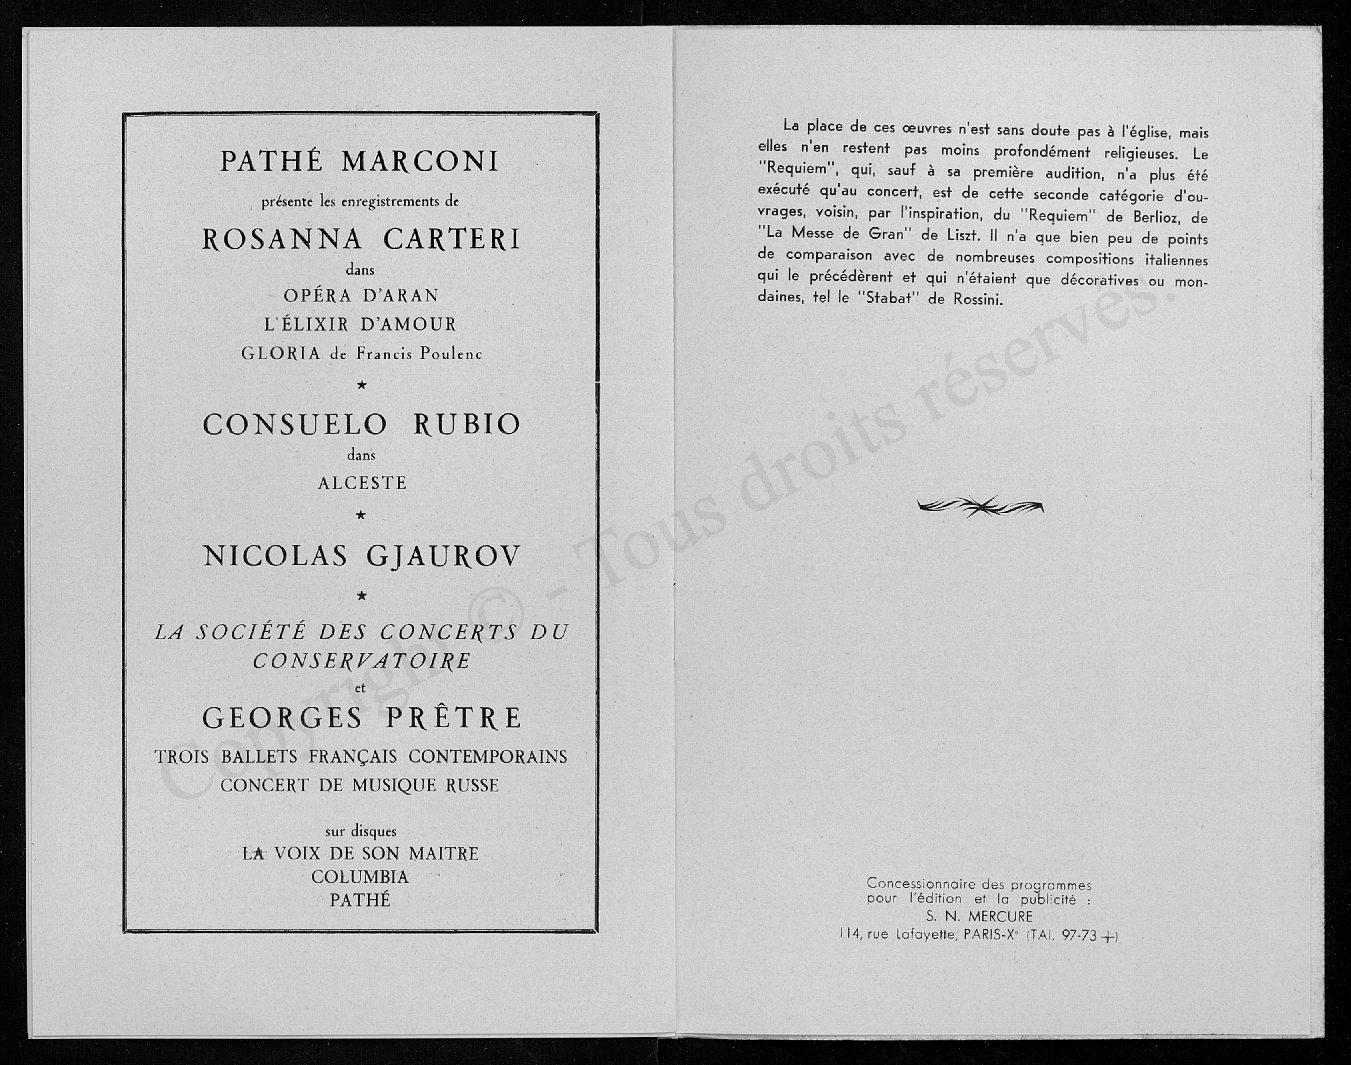 PATHÉ MARCONI
présente les enregistrements de
ROSANNA CARTERI
dans
OPÉRA D'ARAN
L'ÉLIXIR D'AMOUR
GLORIA de Francis Poulenc
★
CONSUELO RUBIO
dans
ALCESTE
★
NICOLAS GJAUROV
★
LA SOCIÉTÉ DES CONCERTS DU
CONSERVATOIRE
et
GEORGES PRÊTRE
TROIS BALLETS FRANÇAIS CONTEMPORAINS
CONCERT DE MUSIQUE RUSSE
sur disques
LA VOIX DE SON MAITRE
COLUMBIA
PATHÉ
La place de ces œuvres n'est sans doute pas à l'église, mais
elles n'en restent pas moins profondément religieuses. Le
"Requiem", qui, sauf à sa première audition, n'a plus été
exécuté qu'au concert, est de cette seconde catégorie d'ou-
vrages, voisin, par l'inspiration, du "Requiem" de Berlioz, de
"La Messe de Gran" de Liszt. Il n'a que bien peu de points
de comparaison avec de nombreuses compositions italiennes
qui le précédèrent et qui n'étaient que décoratives ou mon-
daines, tel le "Stabat" de Rossini.
Concessionnaire des programmes
pour l'édition et la publicité :
S. N. MERCURE
114, rue Lafayette, PARIS-Xᵉ (TAI. 97-73 +)
Copyright © - Tous droits réservés.